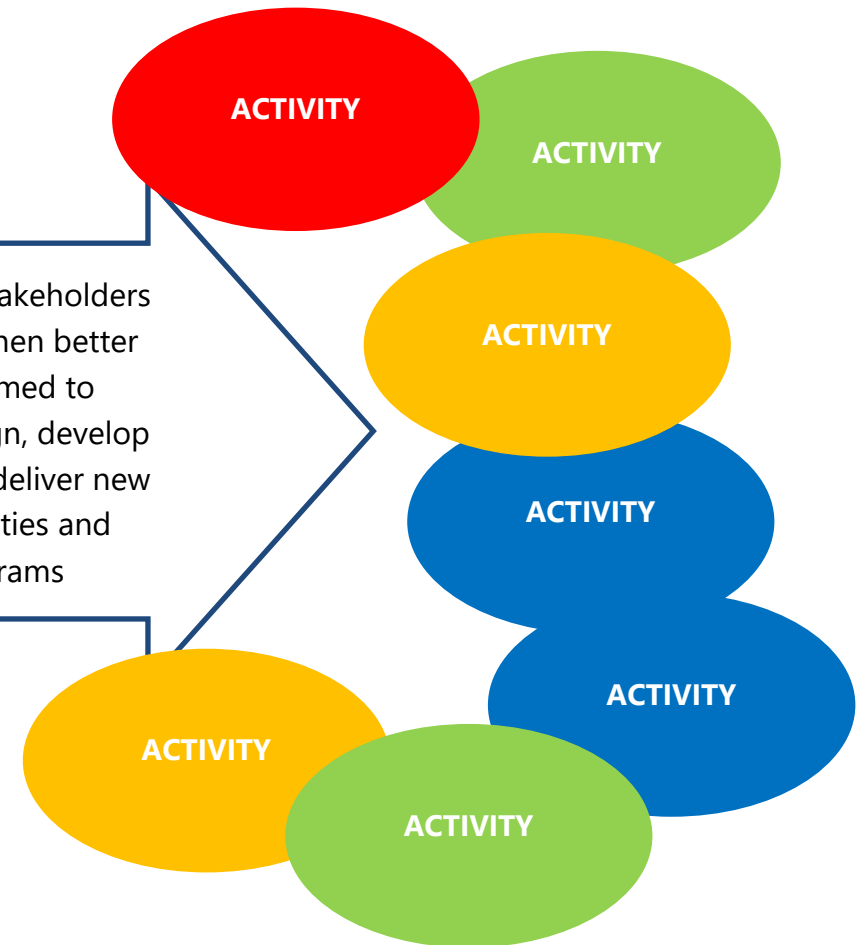 ACTIVITY
ACTIVITY
akeholders
hen better
ACTIVITY
med to
n, develop
deliver new
ACTIVITY
ties and
rams
ACTIVITY
ACTIVITY
ACTIVITY